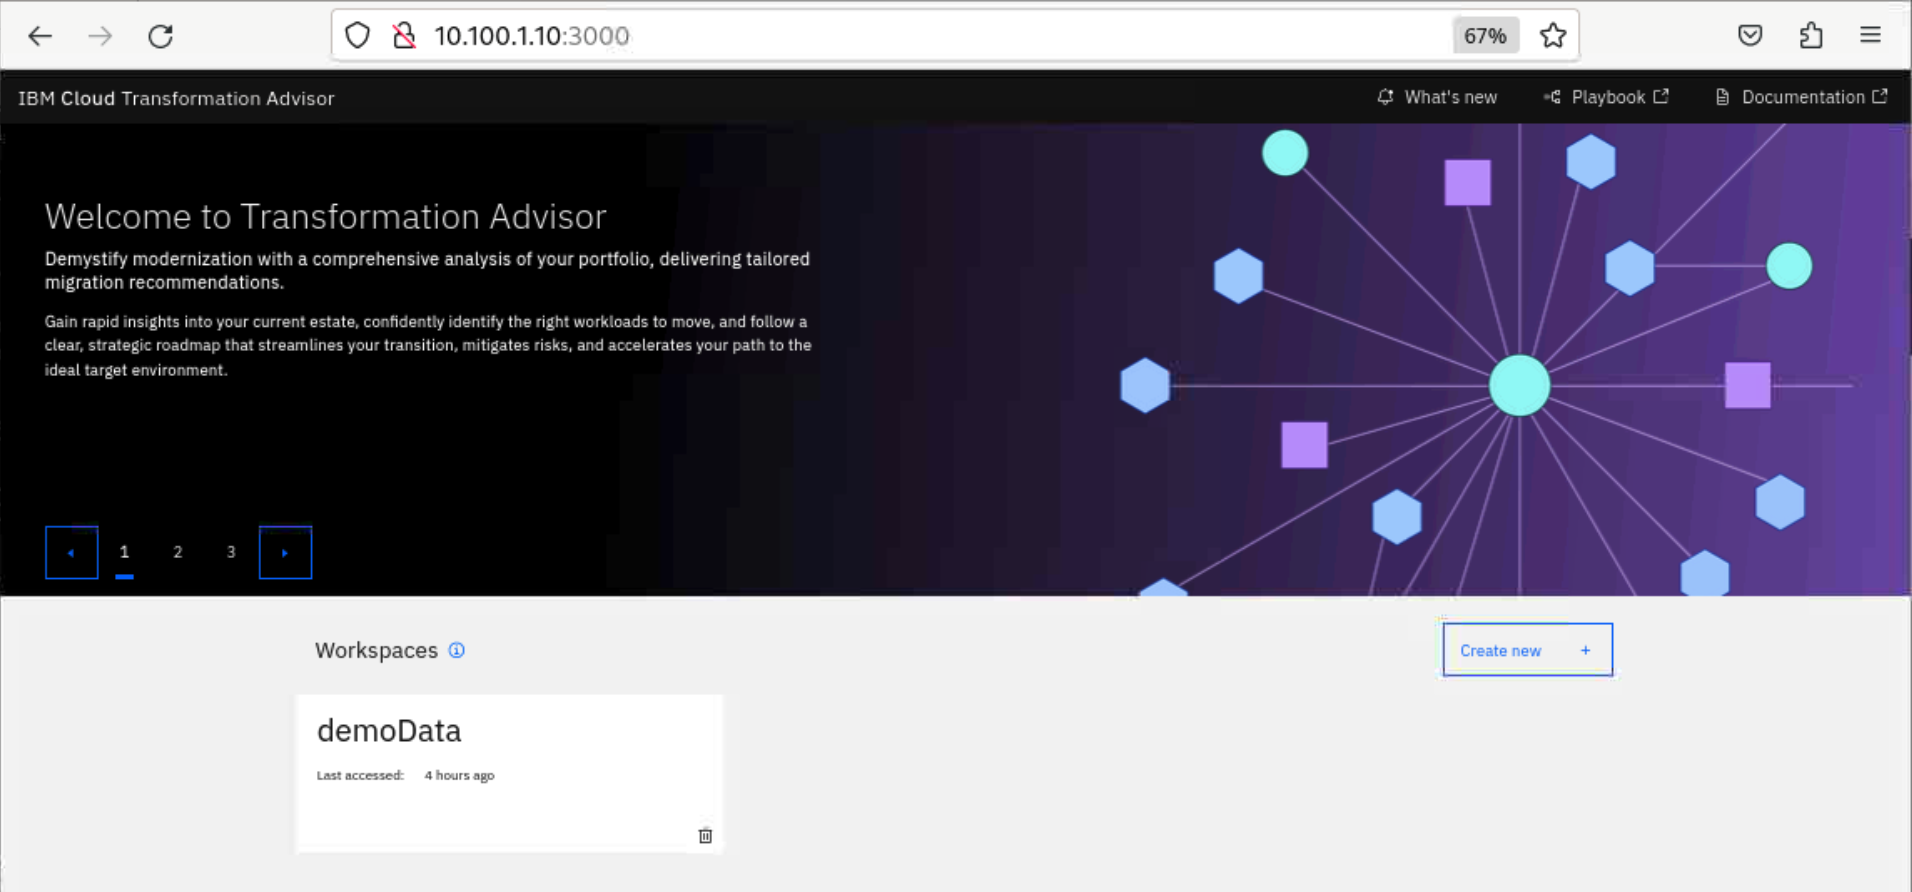 10.100.1.10:3000
67%
IBM Cloud Transformation Advisor
What's new
Playbook
Documentation
Welcome to Transformation Advisor
Demystify modernization with a comprehensive analysis of your portfolio, delivering tailored
migration recommendations.
Gain rapid insights into your current estate, confidently identify the right workloads to move, and follow a
clear, strategic roadmap that streamlines your transition, mitigates risks, and accelerates your path to the
ideal target environment.
1 2 3
Workspaces
Create new +
demoData
Last accessed: 4 hours ago